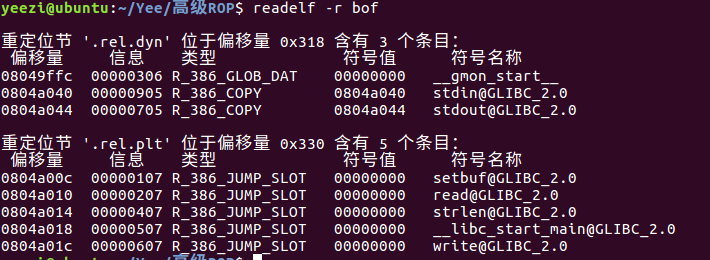 yeezi@ubuntu:~/Yee/高级ROP$ readelf -r bof
重定位节 '.rel.dyn' 位于偏移量 0x318 含有 3 个条目：
偏移量 信息 类型 符号值 符号名称
08049ffc 00000306 R_386_GLOB_DAT 00000000 __gmon_start__
0804a040 00000905 R_386_COPY 0804a040 stdin@GLIBC_2.0
0804a044 00000705 R_386_COPY 0804a044 stdout@GLIBC_2.0
重定位节 '.rel.plt' 位于偏移量 0x330 含有 5 个条目：
偏移量 信息 类型 符号值 符号名称
0804a00c 00000107 R_386_JUMP_SLOT 00000000 setbuf@GLIBC_2.0
0804a010 00000207 R_386_JUMP_SLOT 00000000 read@GLIBC_2.0
0804a014 00000407 R_386_JUMP_SLOT 00000000 strlen@GLIBC_2.0
0804a018 00000507 R_386_JUMP_SLOT 00000000 __libc_start_main@GLIBC_2.0
0804a01c 00000607 R_386_JUMP_SLOT 00000000 write@GLIBC_2.0